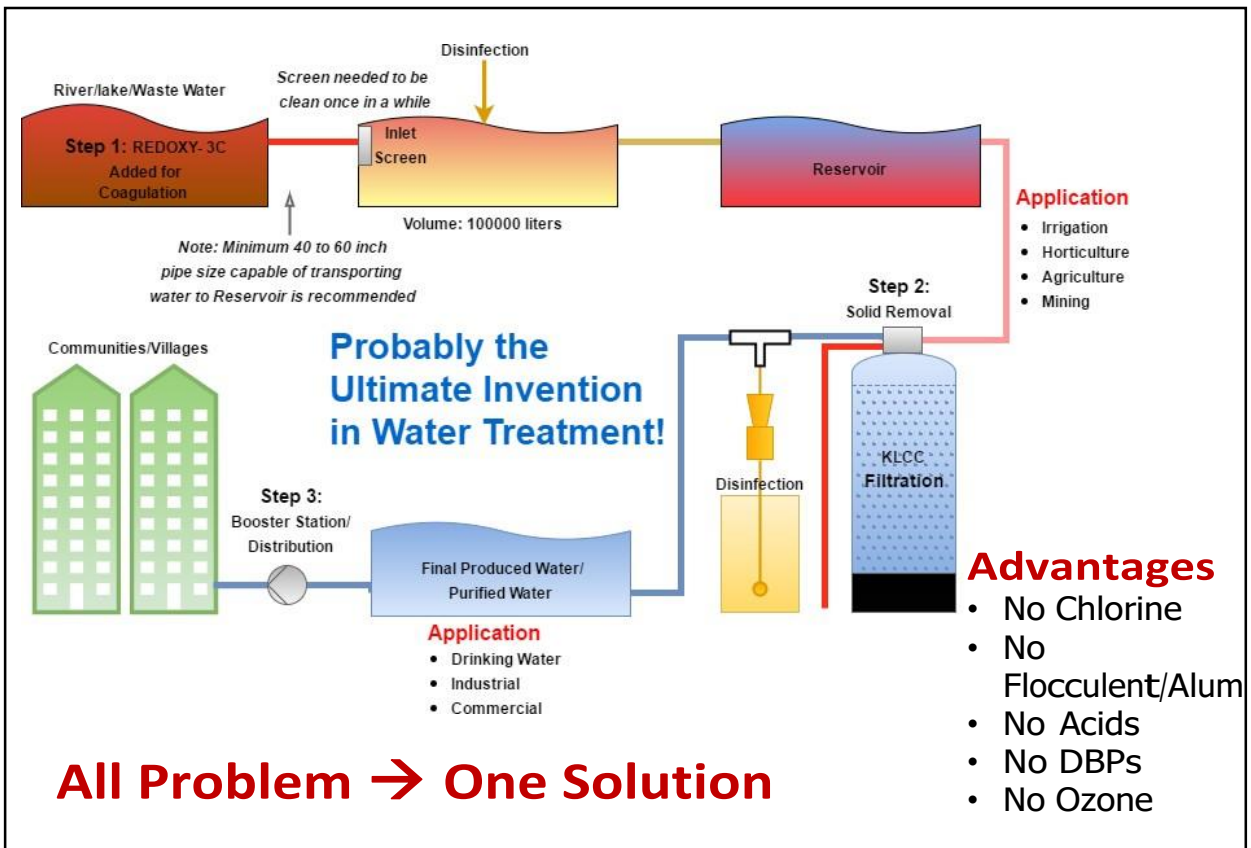 Disinfection
River/lake/Waste Water
Screen needed to be
clean once in a while
Step 1: REDOXY- 3C
Added for
Coagulation
Inlet
Screen
Reservoir
Volume: 100000 liters
Note: Minimum 40 to 60 inch
pipe size capable of transporting
water to Reservoir is recommended
Application
• Irrigation
• Horticulture
• Agriculture
• Mining
Step 2:
Solid Removal
Communities/Villages
Probably the
Ultimate Invention
in Water Treatment!
KLCC
Filtration
Disinfection
Step 3:
Booster Station/
Distribution
Final Produced Water/
Purified Water
Application
• Drinking Water
• Industrial
• Commercial
Advantages
• No Chlorine
• No
Flocculent/Alum
• No Acids
• No DBPs
• No Ozone
All Problem → One Solution